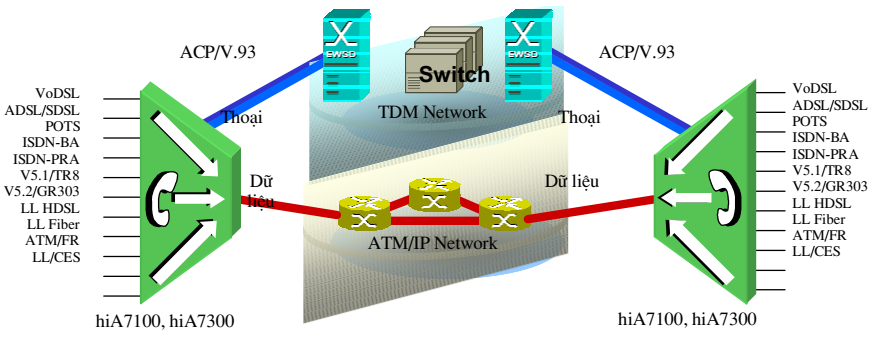 ACP/V.93
ACP/V.93
EWSD
EWSD
Switch
TDM Network
Thoại
Thoại
VoDSL
ADSL/SDSL
POTS
ISDN-BA
ISDN-PRA
V5.1/TR8
V5.2/GR303
LL HDSL
LL Fiber
ATM/FR
LL/CES
Dữ
liệu
Dữ liệu
ATM/IP Network
VoDSL
ADSL/SDSL
POTS
ISDN-BA
ISDN-PRA
V5.1/TR8
V5.2/GR303
LL HDSL
LL Fiber
ATM/FR
LL/CES
hiA7100, hiA7300
hiA7100, hiA7300